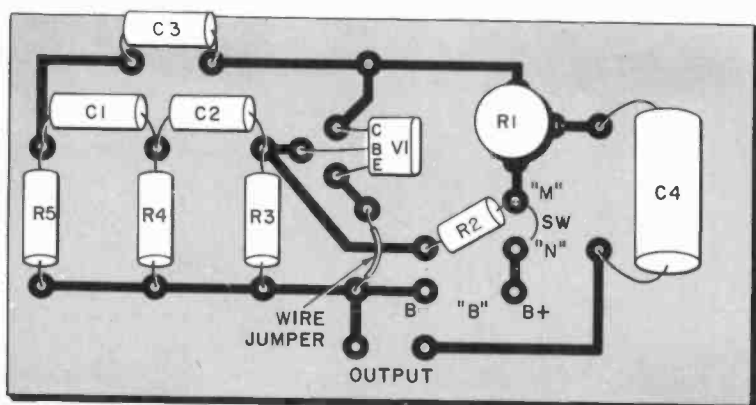 C3
C1
C2
C
B
E
V1
R1
C4
R5
R4
R3
R2
"M"
SW
"N"
B-
"B"
B+
WIRE
JUMPER
OUTPUT